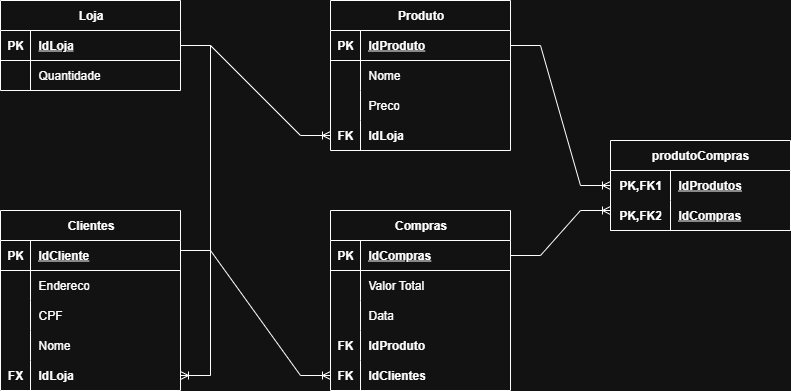 Loja
PK IdLoja
Quantidade
Produto
PK IdProduto
Nome
Preco
FK IdLoja
produtoCompras
PK,FK1 IdProdutos
PK,FK2 IdCompras
Clientes
PK IdCliente
Endereco
CPF
Nome
FX IdLoja
Compras
PK IdCompras
Valor Total
Data
FK IdProduto
FK IdClientes